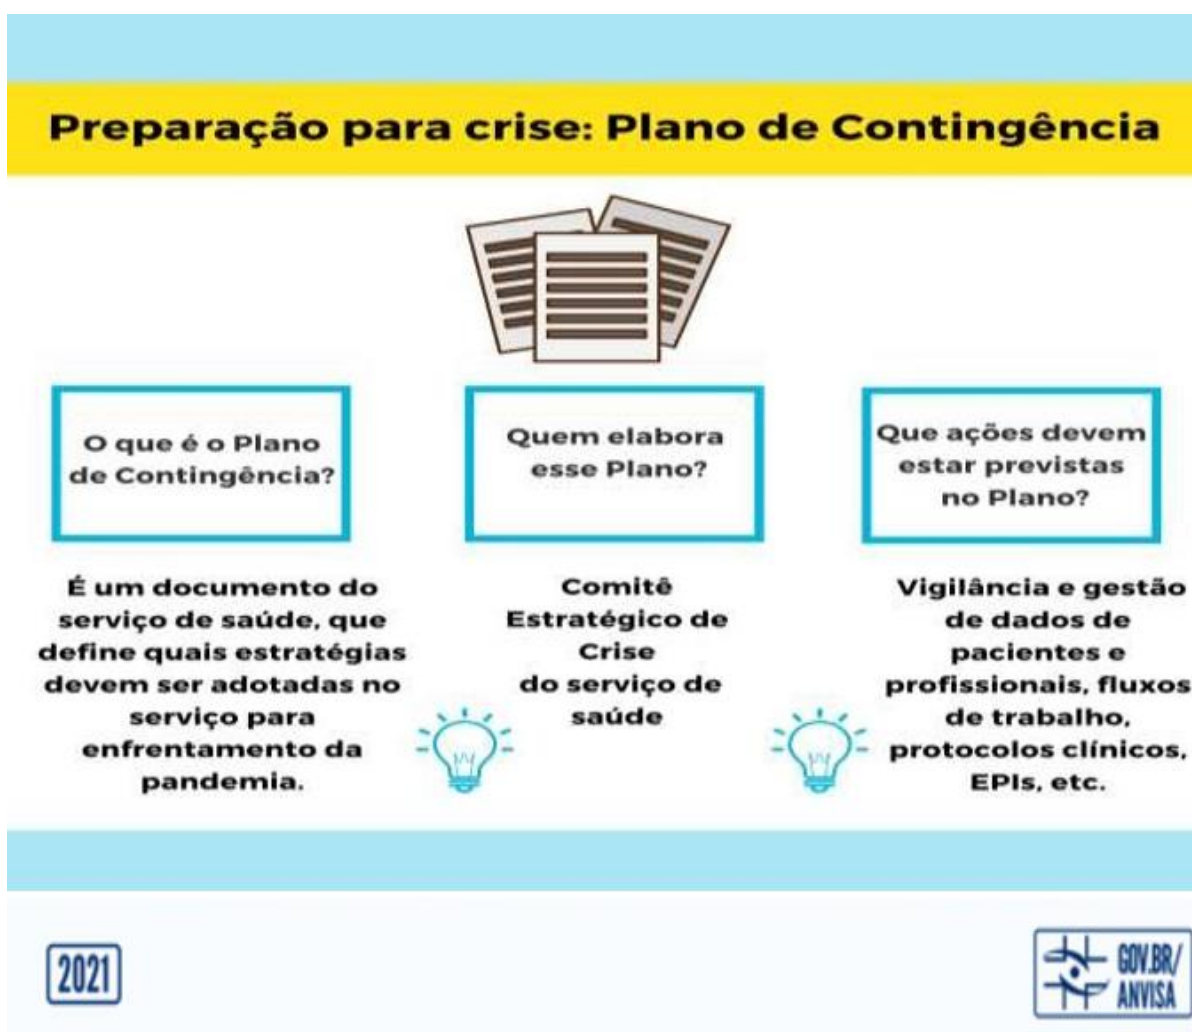 Preparação para crise: Plano de Contingência
O que é o Plano
de Contingência?
É um documento do
serviço de saúde, que
define quais estratégias
devem ser adotadas no
serviço para
enfrentamento da
pandemia.
Quem elabora
esse Plano?
Comitê
Estratégico de
Crise
do serviço de
saúde
Que ações devem
estar previstas
no Plano?
Vigilância e gestão
de dados de
pacientes e
profissionais, fluxos
de trabalho,
protocolos clínicos,
EPIs, etc.
2021
GOV.BR/
ANVISA